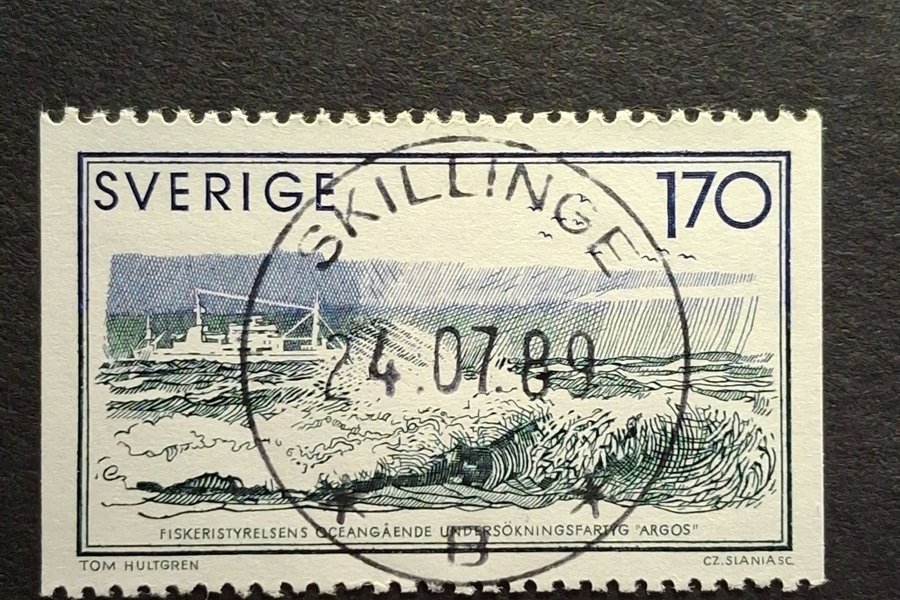 SVERIGE 170
SKILLINGE
24.07.89
FISKERISTYRELSENS OCEANGÅENDE UNDERSÖKNINGSFARTYG "ARGOS"
B
TOM HULTGREN CZ.SLANIA SC.